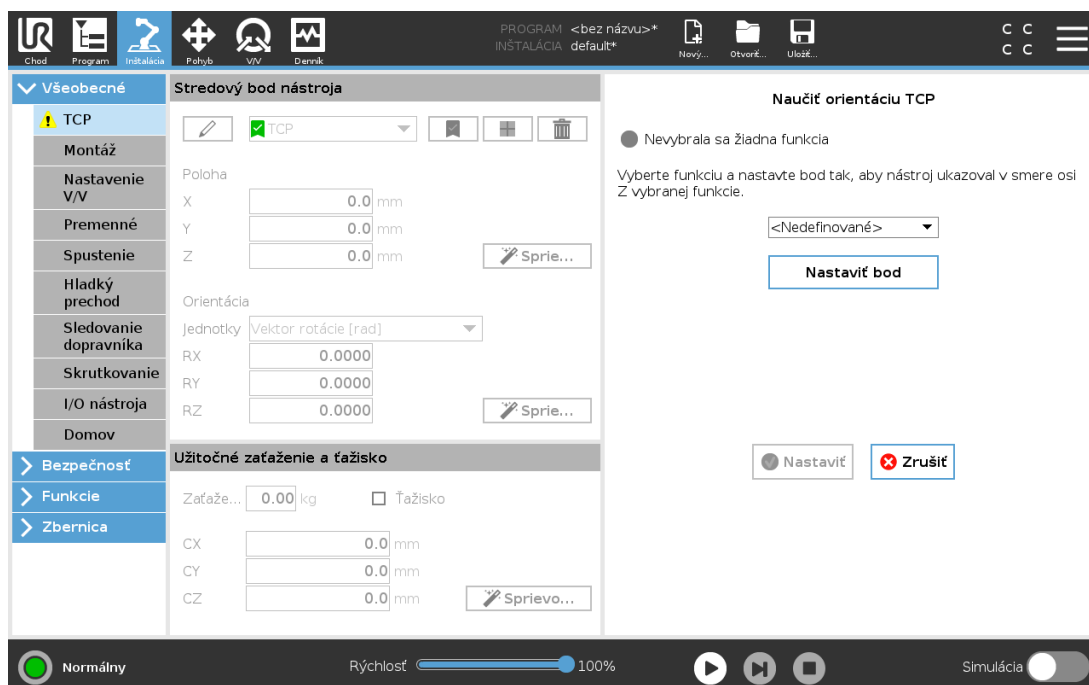 UR
PROGRAM <bez názvu>*
INŠTALÁCIA default*
Chod
Program
Inštalácia
Pohyb
V/V
Denník
Nový...
Otvoriť...
Uložiť...
C C
C C
Všeobecné
TCP
Montáž
Nastavenie
V/V
Premenné
Spustenie
Hladký
prechod
Sledovanie
dopravníka
Skrutkovanie
I/O nástroja
Domov
Bezpečnosť
Funkcie
Zbernica
Stredový bod nástroja
TCP
Poloha
X 0.0 mm
Y 0.0 mm
Z 0.0 mm Sprie...
Orientácia
Jednotky Vektor rotácie [rad]
RX 0.0000
RY 0.0000
RZ 0.0000 Sprie...
Užitočné zaťaženie a ťažisko
Zaťaže... 0.00 kg Ťažisko
CX 0.0 mm
CY 0.0 mm
CZ 0.0 mm Sprievo...
Naučiť orientáciu TCP
Nevybrala sa žiadna funkcia
Vyberte funkciu a nastavte bod tak, aby nástroj ukazoval v smere osi
Z vybranej funkcie.
<Nedefinované>
Nastaviť bod
Nastaviť Zrušiť
Normálny
Rýchlosť 100%
Simulácia